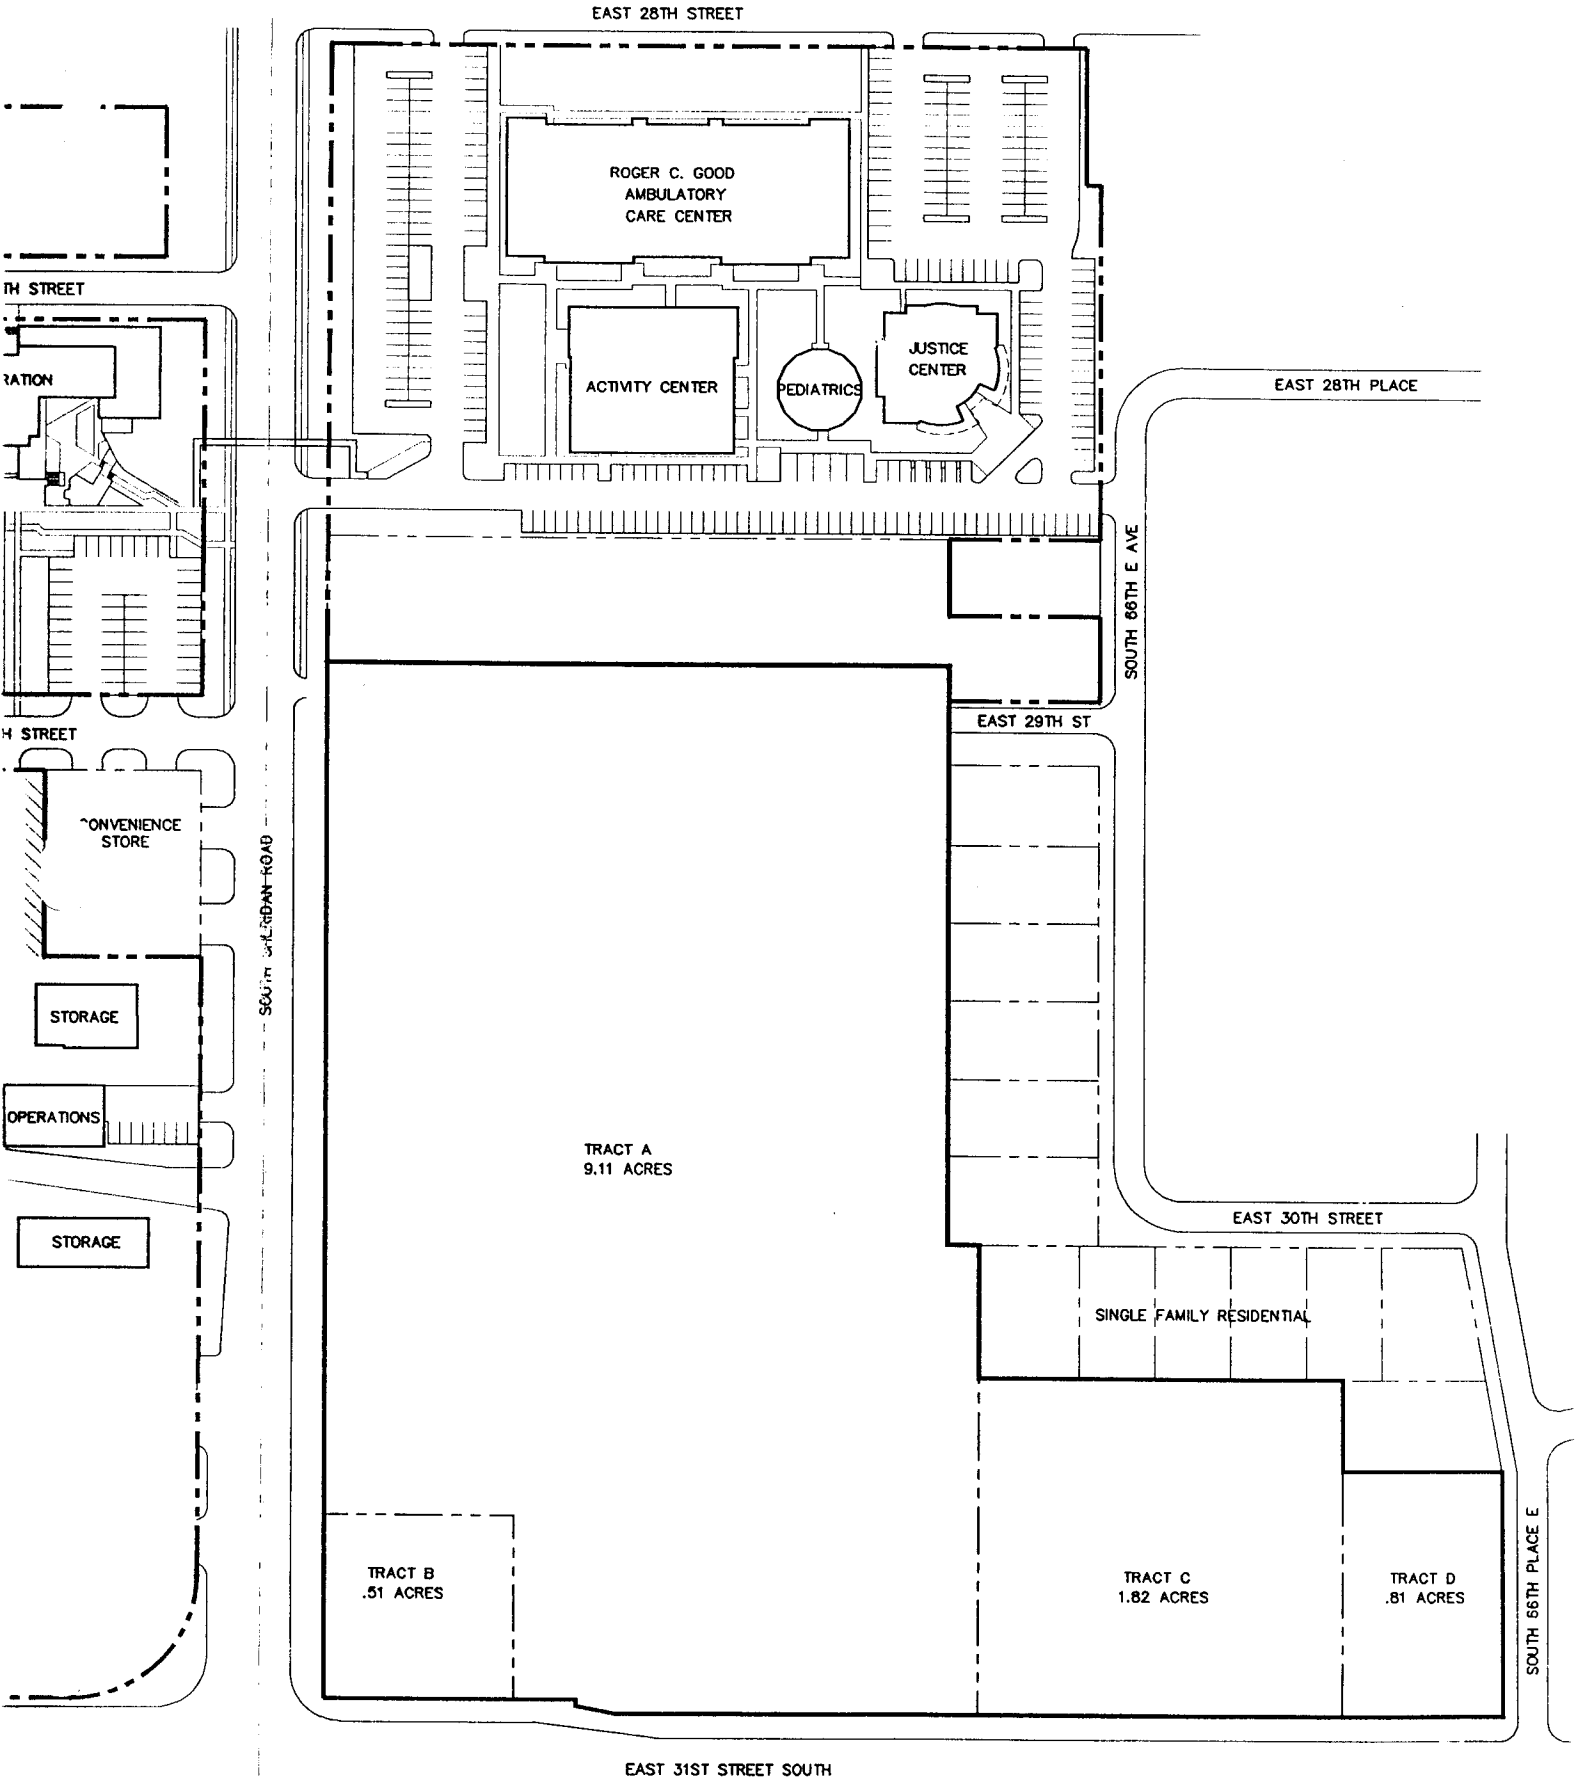 EAST 28TH STREET
ROGER C. GOOD
AMBULATORY
CARE CENTER
TH STREET
RATION
ACTIVITY CENTER
PEDIATRICS
JUSTICE
CENTER
EAST 28TH PLACE
SOUTH 66TH E AVE
EAST 29TH ST
H STREET
ONVENIENCE
STORE
SOUTH SHERIDAN ROAD
STORAGE
OPERATIONS
STORAGE
TRACT A
9.11 ACRES
EAST 30TH STREET
SINGLE FAMILY RESIDENTIAL
TRACT B
.51 ACRES
TRACT C
1.82 ACRES
TRACT D
.81 ACRES
SOUTH 66TH PLACE E
EAST 31ST STREET SOUTH